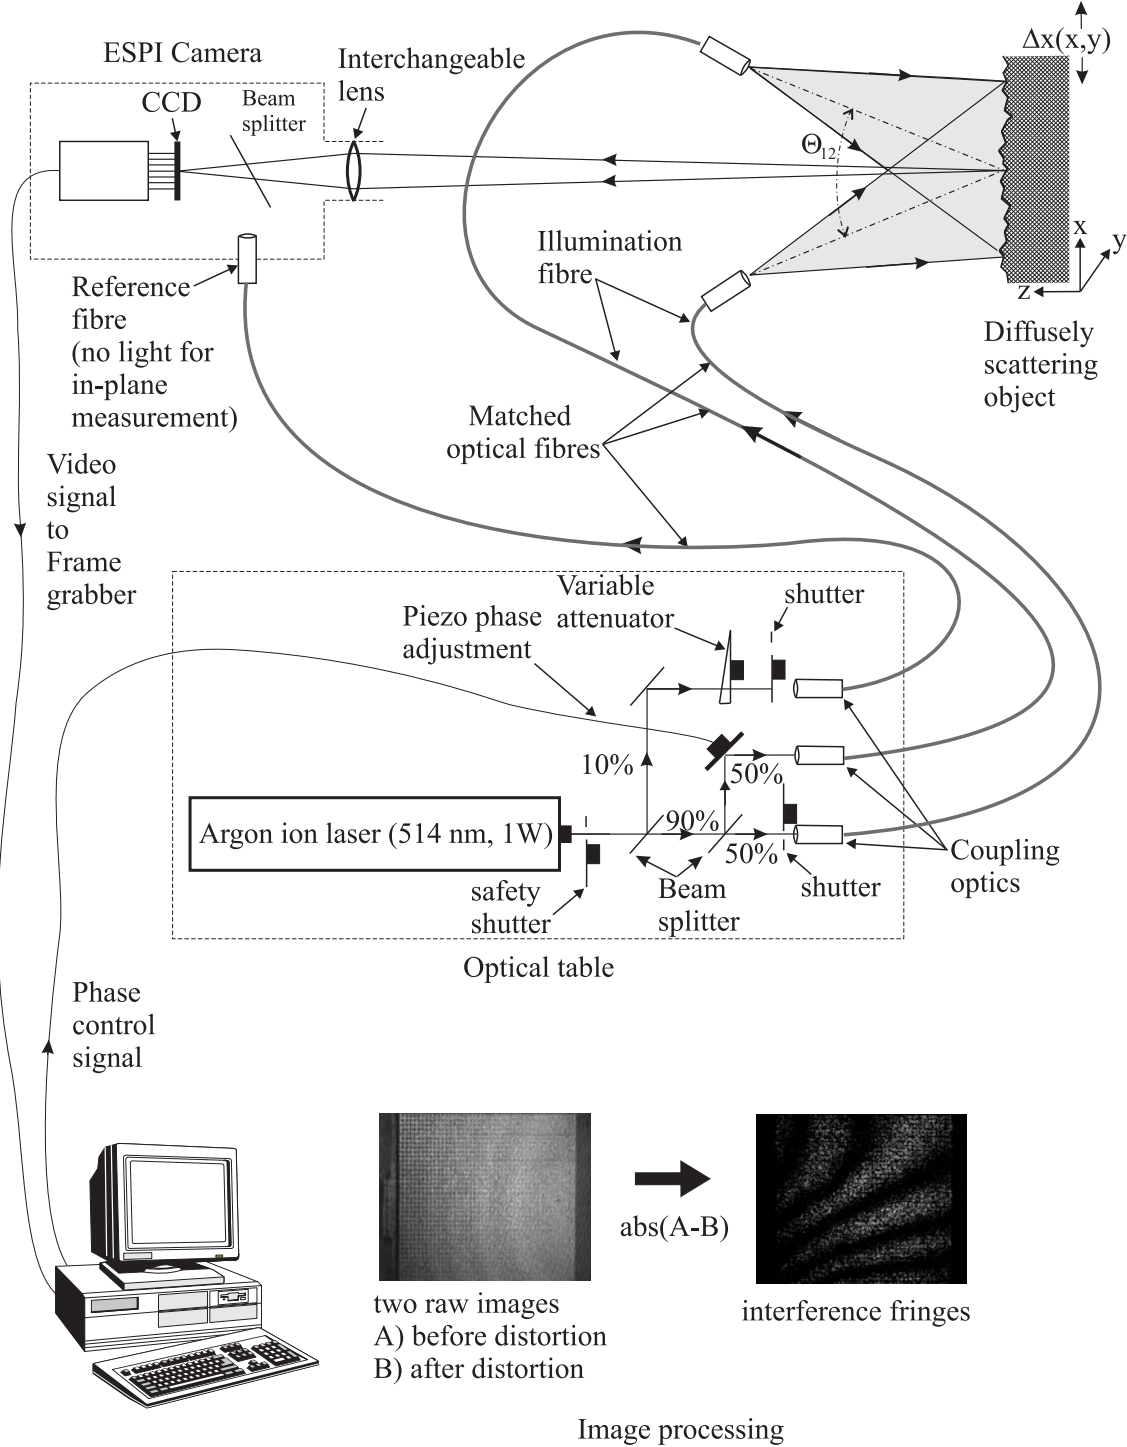 ESPI Camera
Interchangeable
lens
CCD
Beam
splitter
Δx(x,y)
Θ12
x
y
z
Illumination
fibre
Reference
fibre
(no light for
in-plane
measurement)
Diffusely
scattering
object
Matched
optical fibres
Video
signal
to
Frame
grabber
Variable
attenuator
shutter
Piezo phase
adjustment
10%
50%
90%
50%
Argon ion laser (514 nm, 1W)
safety
shutter
Beam
splitter
shutter
Coupling
optics
Optical table
Phase
control
signal
abs(A-B)
two raw images
A) before distortion
B) after distortion
interference fringes
Image processing